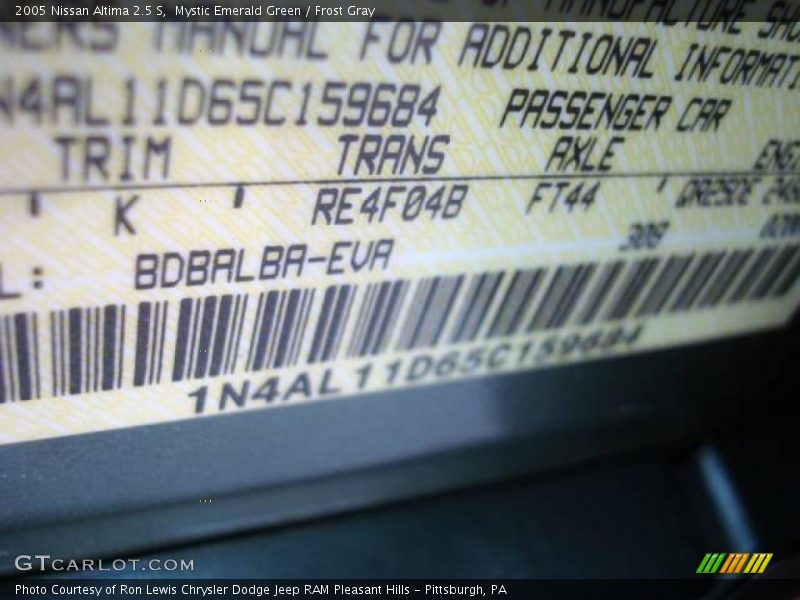 2005 Nissan Altima 2.5 S, Mystic Emerald Green / Frost Gray
MANUFACTURE
MANUAL FOR ADDITIONAL
N4AL11D65C159684 PASSENGER CAR
TRIM TRANS AXLE
K RE4F04B FT44
L: BDBALBA-EVA
1N4AL11D65C159684
GTCARLOT.COM
Photo Courtesy of Ron Lewis Chrysler Dodge Jeep RAM Pleasant Hills - Pittsburgh, PA